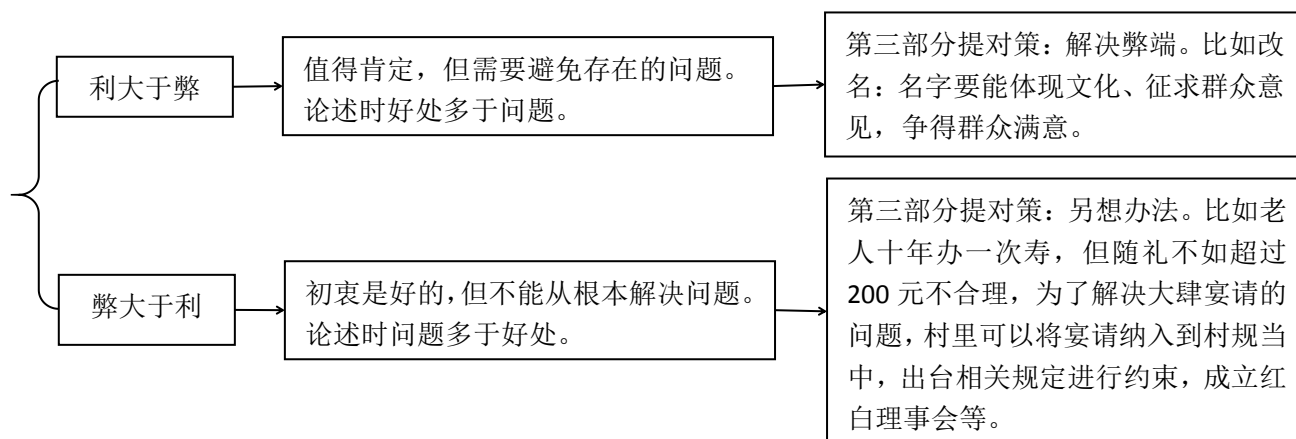 利大于弊
值得肯定，但需要避免存在的问题。
论述时好处多于问题。
第三部分提对策：解决弊端。比如改
名：名字要能体现文化、征求群众意
见，争得群众满意。
弊大于利
初衷是好的，但不能从根本解决问题。
论述时问题多于好处。
第三部分提对策：另想办法。比如老
人十年办一次寿，但随礼不如超过
200 元不合理，为了解决大肆宴请的
问题，村里可以将宴请纳入到村规当
中，出台相关规定进行约束，成立红
白理事会等。